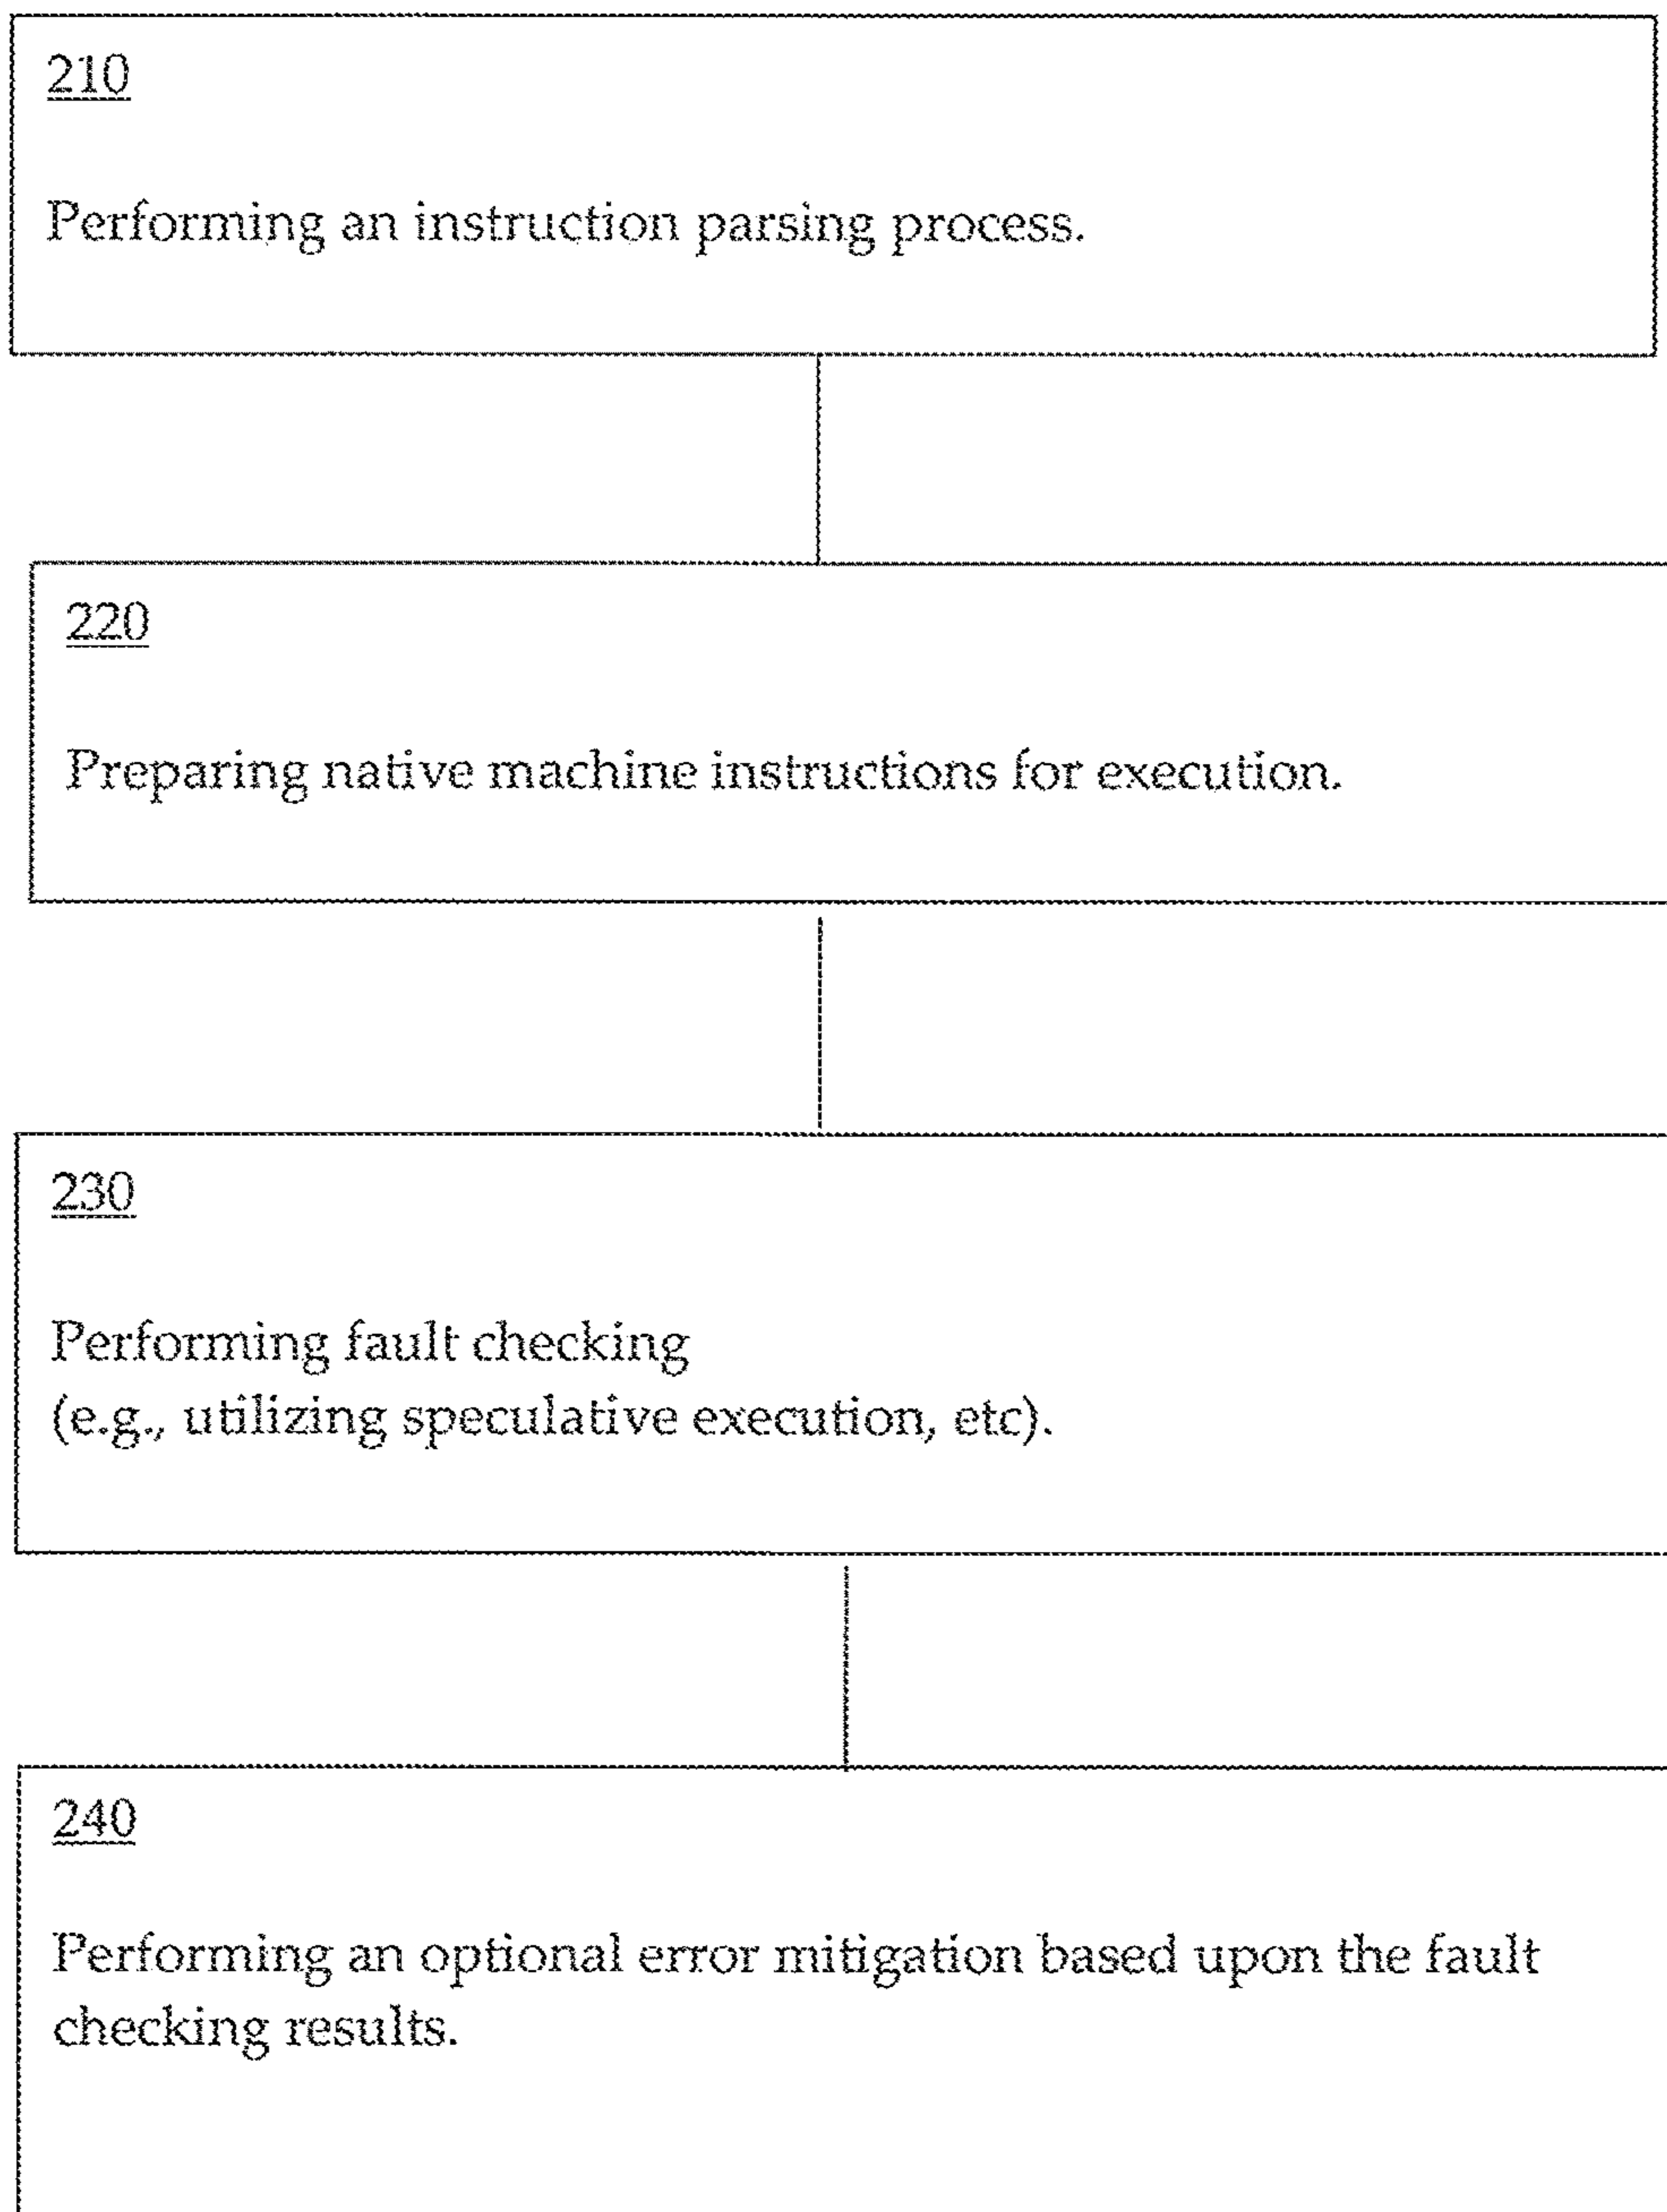 210
Performing an instruction parsing process.
220
Preparing native machine instructions for execution.
230
Performing fault checking
(e.g., utilizing speculative execution, etc).
240
Performing an optional error mitigation based upon the fault
checking results.